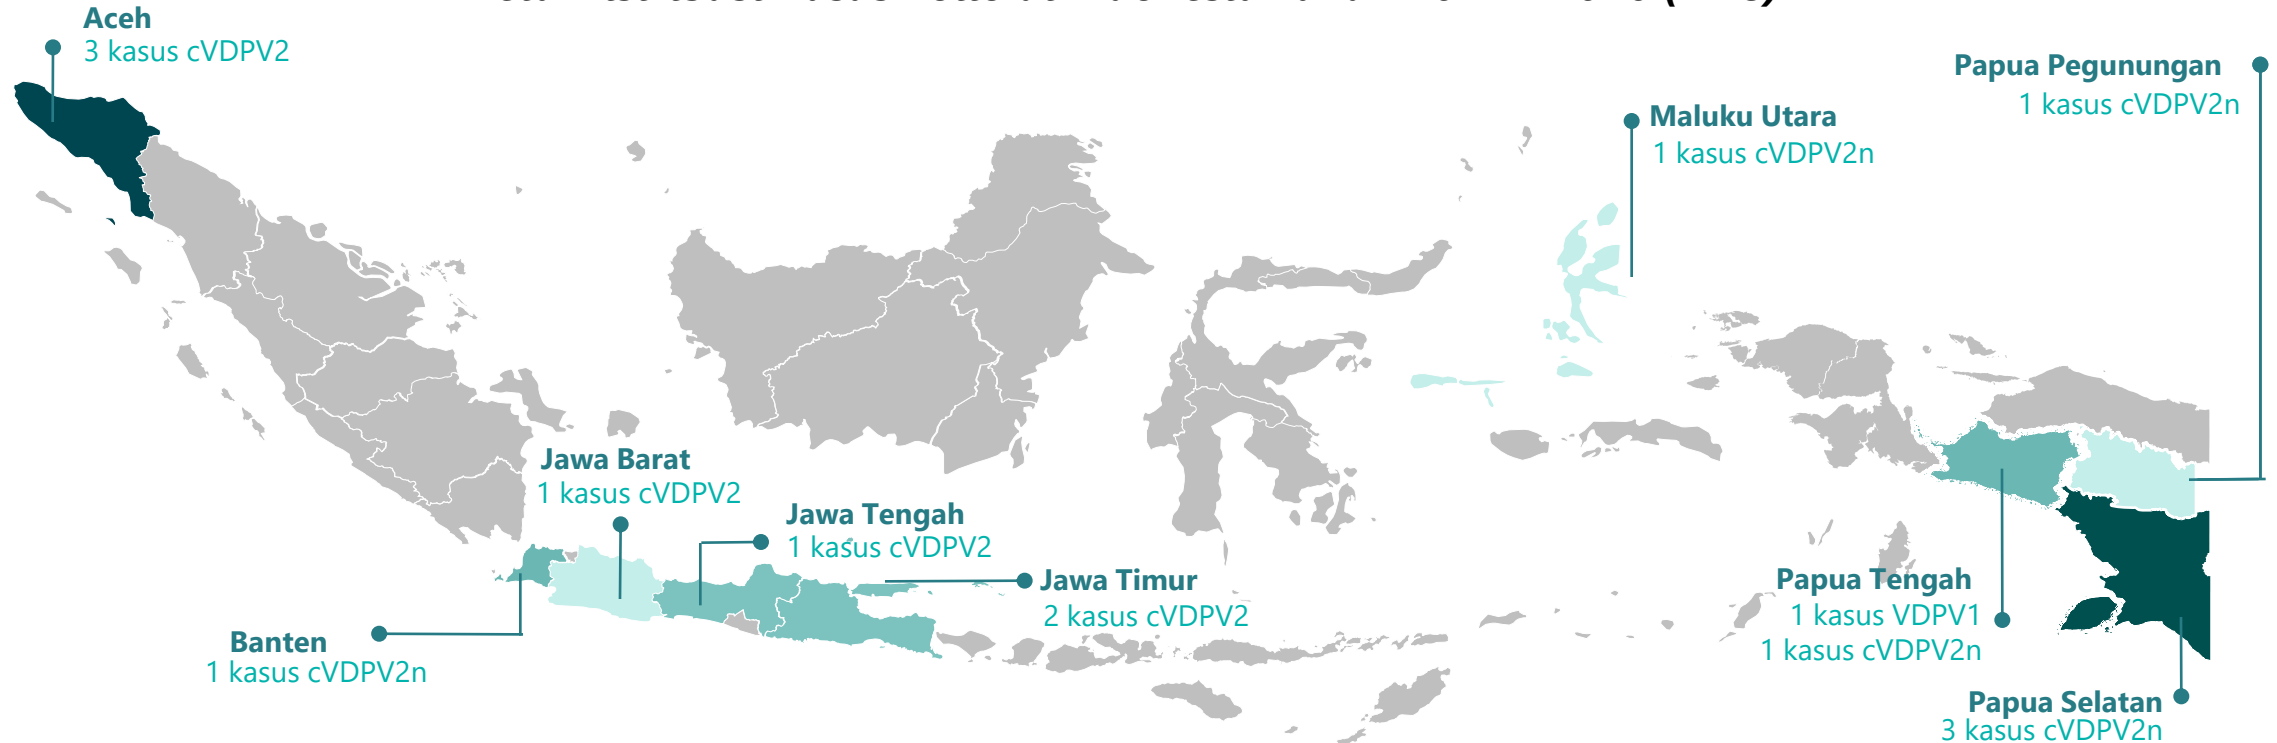 Aceh
3 kasus cVDPV2
Papua Pegunungan
1 kasus cVDPV2n
Maluku Utara
1 kasus cVDPV2n
Jawa Barat
1 kasus cVDPV2
Jawa Tengah
1 kasus cVDPV2
Jawa Timur
2 kasus cVDPV2
Banten
1 kasus cVDPV2n
Papua Tengah
1 kasus VDPV1
1 kasus cVDPV2n
Papua Selatan
3 kasus cVDPV2n